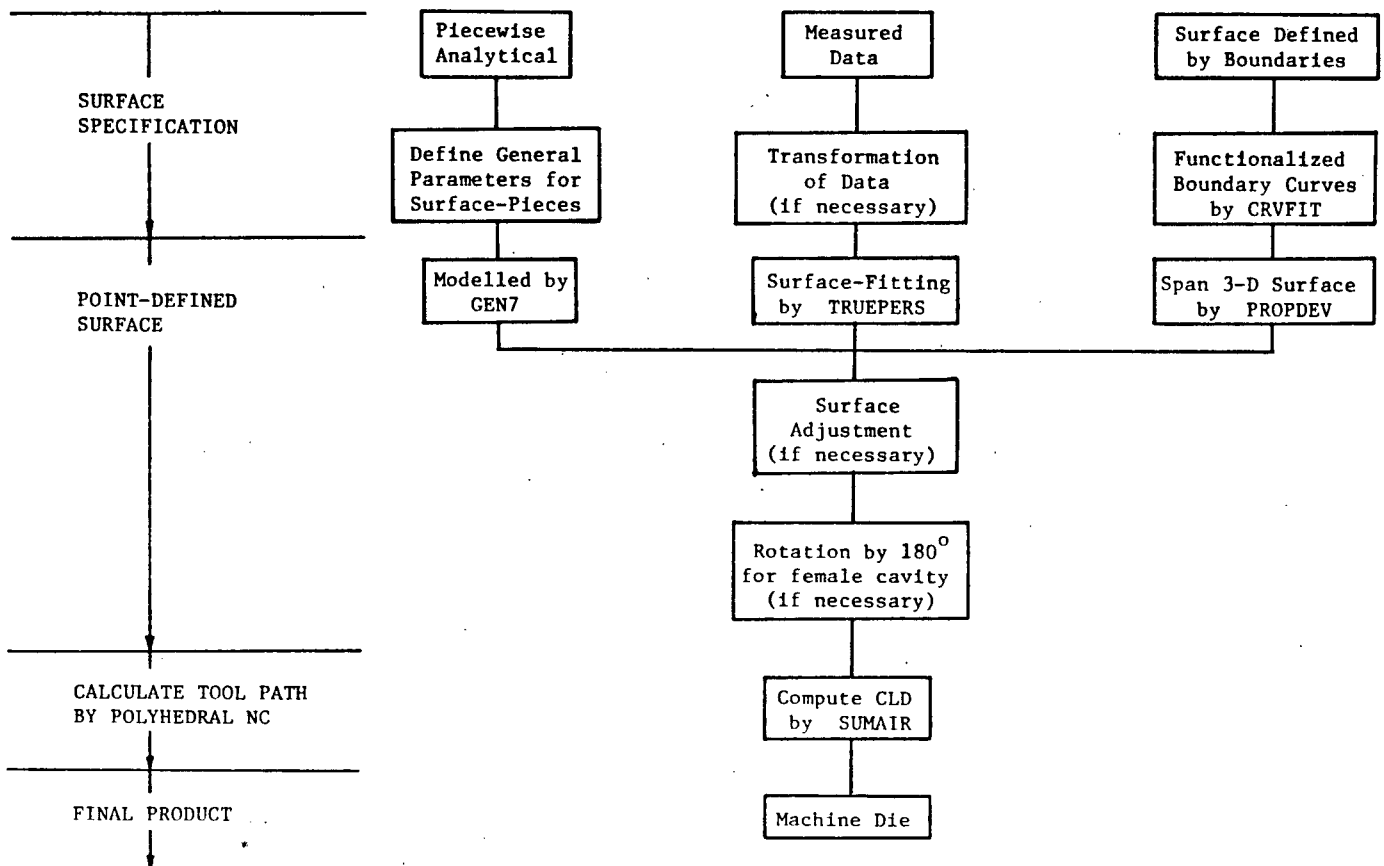 Piecewise
Analytical
Measured
Data
Surface Defined
by Boundaries
SURFACE
SPECIFICATION
Define General
Parameters for
Surface-Pieces
Transformation
of Data
(if necessary)
Functionalized
Boundary Curves
by CRVFIT
POINT-DEFINED
SURFACE
Modelled by
GEN7
Surface-Fitting
by TRUEPERS
Span 3-D Surface
by PROPDEV
Surface
Adjustment
(if necessary)
Rotation by 180°
for female cavity
(if necessary)
CALCULATE TOOL PATH
BY POLYHEDRAL NC
Compute CLD
by SUMAIR
FINAL PRODUCT
Machine Die